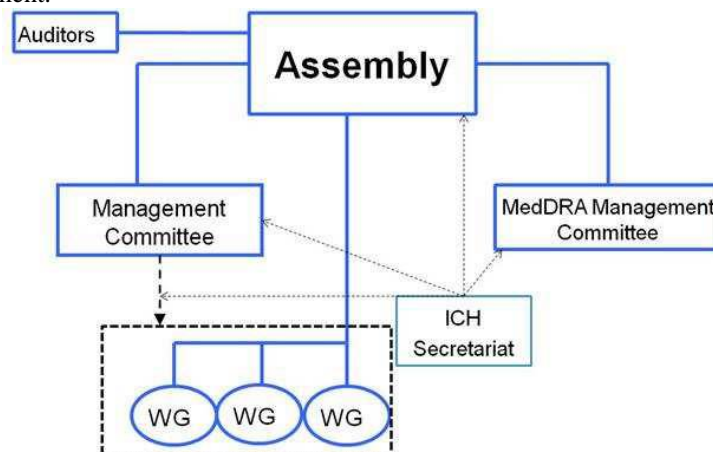 Auditors
Assembly
Management
Committee
MedDRA Management
Committee
ICH
Secretariat
WG
WG
WG